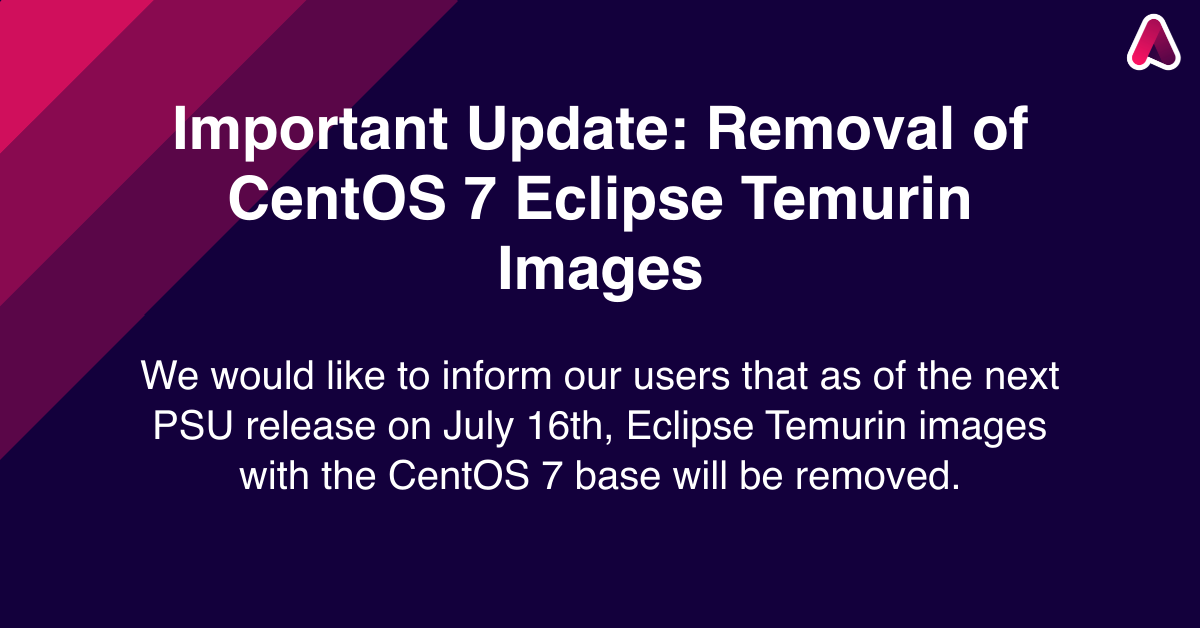 Important Update: Removal of
CentOS 7 Eclipse Temurin
Images
We would like to inform our users that as of the next
PSU release on July 16th, Eclipse Temurin images
with the CentOS 7 base will be removed.